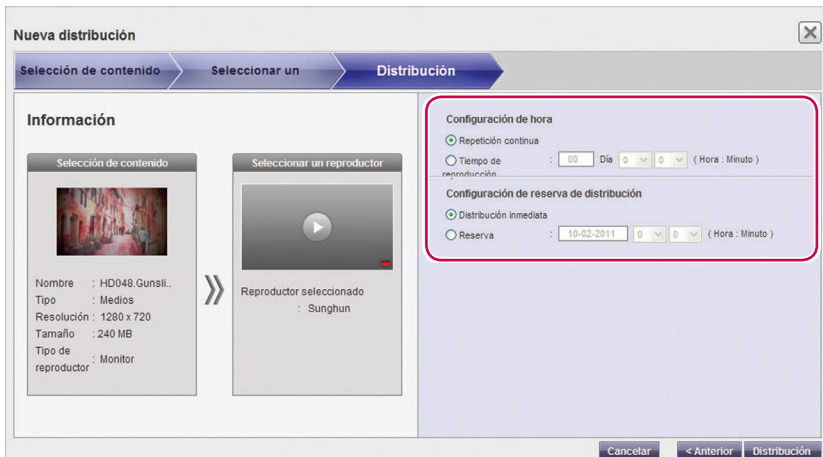 Nueva distribución
Selección de contenido
Seleccionar un
Distribución
Información
Selección de contenido
Nombre : HD048.Gunsli..
Tipo : Medios
Resolución : 1280 x 720
Tamaño : 240 MB
Tipo de reproductor : Monitor
Seleccionar un reproductor
Reproductor seleccionado
: Sunghun
Configuración de hora
Repetición continua
Tiempo de reproducción : 00 Día 0 0 ( Hora : Minuto )
Configuración de reserva de distribución
Distribución inmediata
Reserva : 10-02-2011 0 0 ( Hora : Minuto )
Cancelar
< Anterior
Distribución